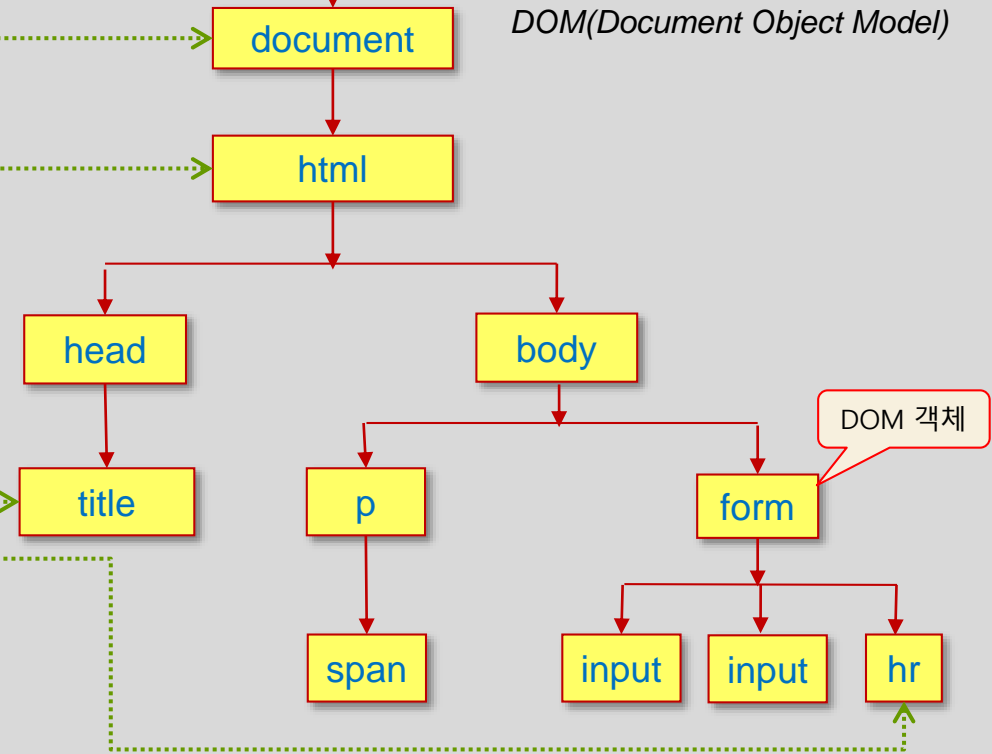 DOM(Document Object Model)
document
html
head
body
DOM 객체
title
p
form
span
input
input
hr